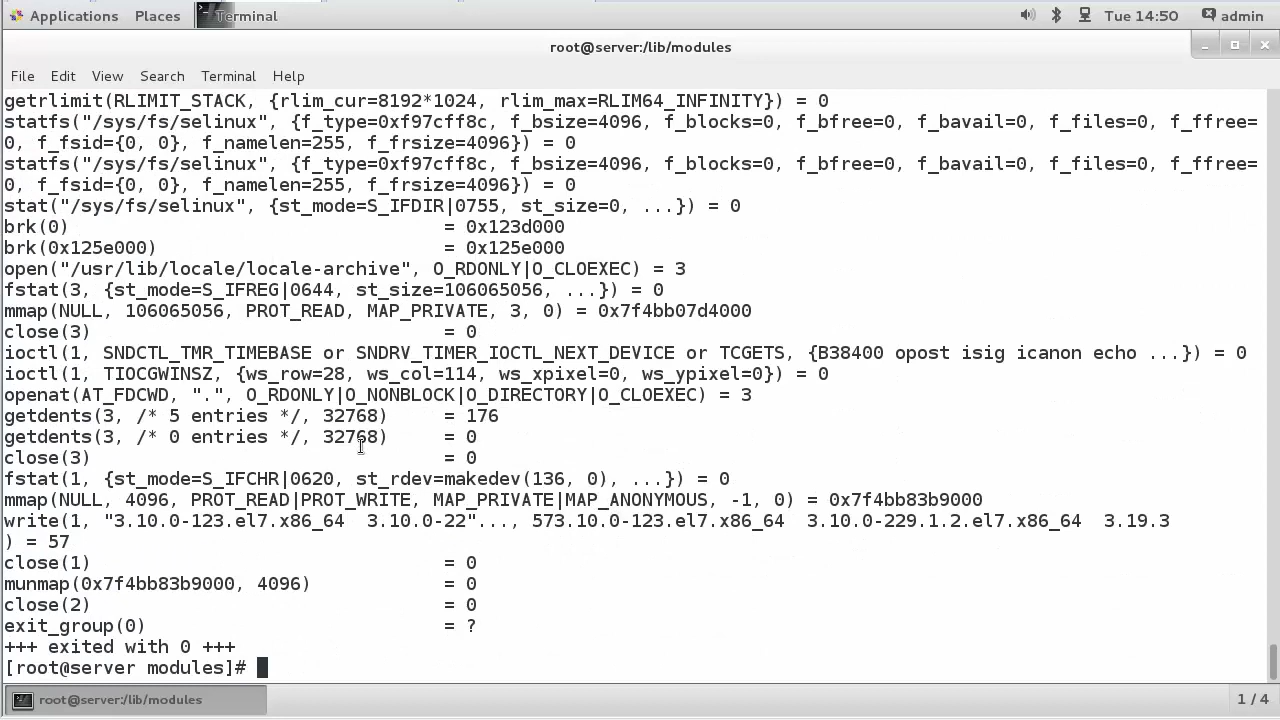 Applications Places Terminal Tue 14:50 admin
root@server:/lib/modules
File Edit View Search Terminal Help
getrlimit(RLIMIT_STACK, {rlim_cur=8192*1024, rlim_max=RLIM64_INFINITY}) = 0
statfs("/sys/fs/selinux", {f_type=0xf97cff8c, f_bsize=4096, f_blocks=0, f_bfree=0, f_bavail=0, f_files=0, f_ffree=
0, f_fsid={0, 0}, f_namelen=255, f_frsize=4096}) = 0
statfs("/sys/fs/selinux", {f_type=0xf97cff8c, f_bsize=4096, f_blocks=0, f_bfree=0, f_bavail=0, f_files=0, f_ffree=
0, f_fsid={0, 0}, f_namelen=255, f_frsize=4096}) = 0
stat("/sys/fs/selinux", {st_mode=S_IFDIR|0755, st_size=0, ...}) = 0
brk(0)                                  = 0x123d000
brk(0x125e000)                          = 0x125e000
open("/usr/lib/locale/locale-archive", O_RDONLY|O_CLOEXEC) = 3
fstat(3, {st_mode=S_IFREG|0644, st_size=106065056, ...}) = 0
mmap(NULL, 106065056, PROT_READ, MAP_PRIVATE, 3, 0) = 0x7f4bb07d4000
close(3)                                = 0
ioctl(1, SNDCTL_TMR_TIMEBASE or SNDRV_TIMER_IOCTL_NEXT_DEVICE or TCGETS, {B38400 opost isig icanon echo ...}) = 0
ioctl(1, TIOCGWINSZ, {ws_row=28, ws_col=114, ws_xpixel=0, ws_ypixel=0}) = 0
openat(AT_FDCWD, ".", O_RDONLY|O_NONBLOCK|O_DIRECTORY|O_CLOEXEC) = 3
getdents(3, /* 5 entries */, 32768)     = 176
getdents(3, /* 0 entries */, 32768)     = 0
close(3)                                = 0
fstat(1, {st_mode=S_IFCHR|0620, st_rdev=makedev(136, 0), ...}) = 0
mmap(NULL, 4096, PROT_READ|PROT_WRITE, MAP_PRIVATE|MAP_ANONYMOUS, -1, 0) = 0x7f4bb83b9000
write(1, "3.10.0-123.el7.x86_64  3.10.0-22"..., 573.10.0-123.el7.x86_64  3.10.0-229.1.2.el7.x86_64  3.19.3
) = 57
close(1)                                = 0
munmap(0x7f4bb83b9000, 4096)            = 0
close(2)                                = 0
exit_group(0)                           = ?
+++ exited with 0 +++
[root@server modules]#
root@server:/lib/modules 1 / 4